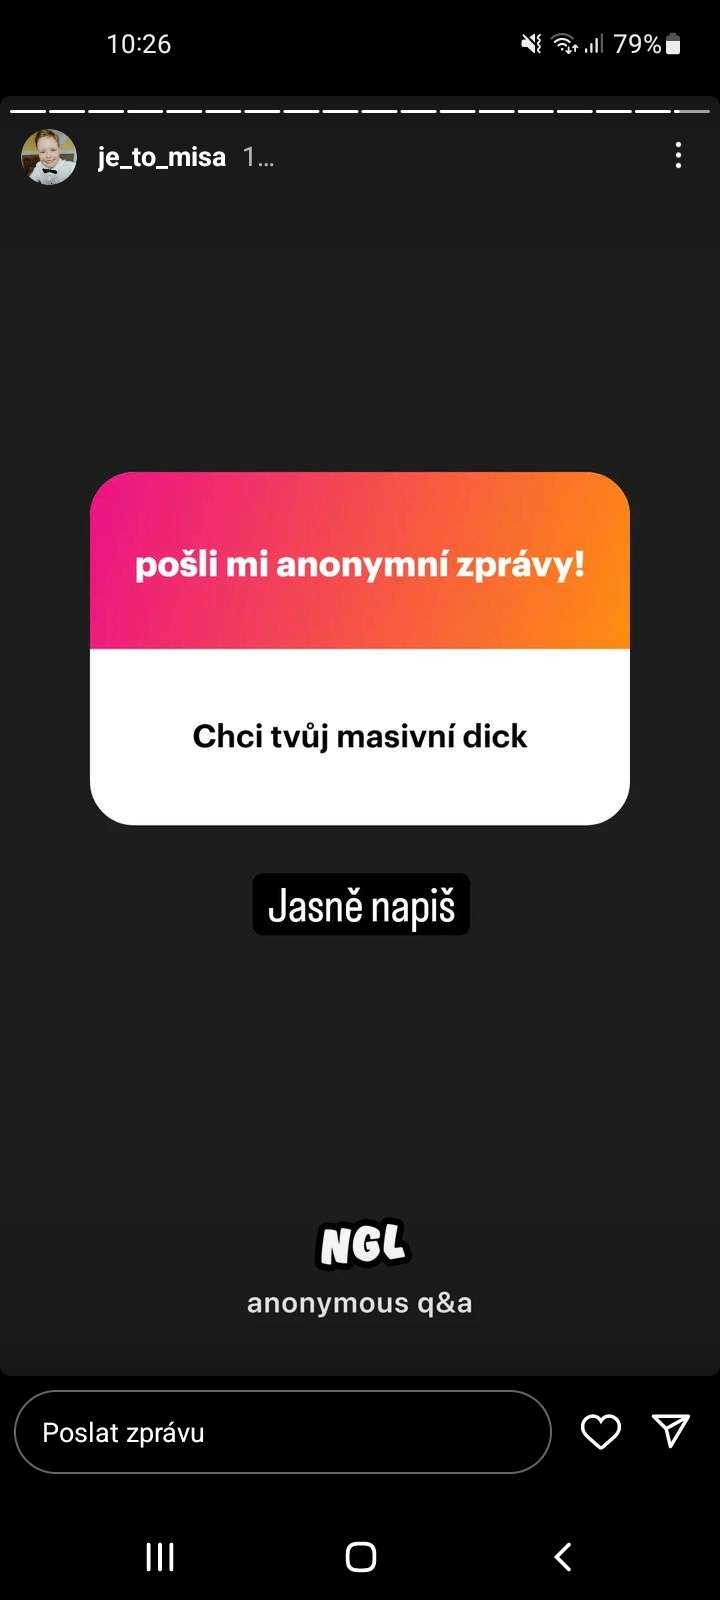 10:26
79%
je_to_misa 1...
pošli mi anonymní zprávy!
Chci tvůj masivní dick
Jasně napiš
NGL
anonymous q&a
Poslat zprávu